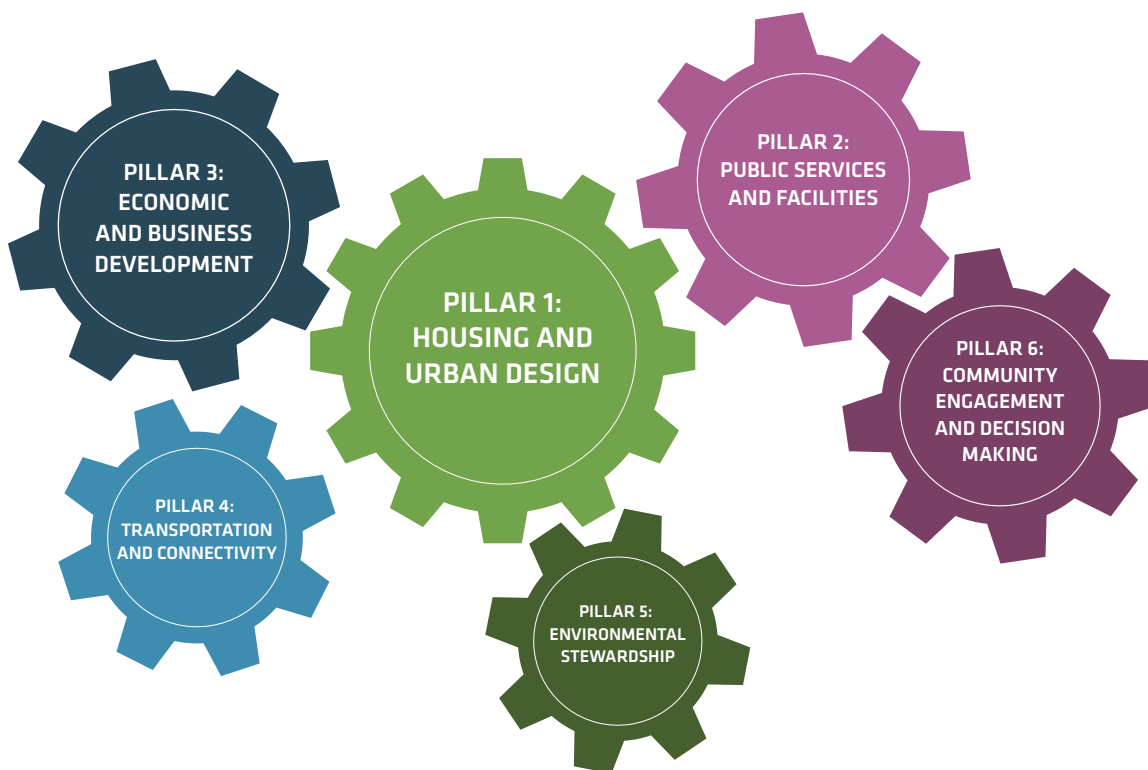 PILLAR 3:
ECONOMIC
AND BUSINESS
DEVELOPMENT
PILLAR 2:
PUBLIC SERVICES
AND FACILITIES
PILLAR 1:
HOUSING AND
URBAN DESIGN
PILLAR 6:
COMMUNITY
ENGAGEMENT
AND DECISION
MAKING
PILLAR 4:
TRANSPORTATION
AND CONNECTIVITY
PILLAR 5:
ENVIRONMENTAL
STEWARDSHIP